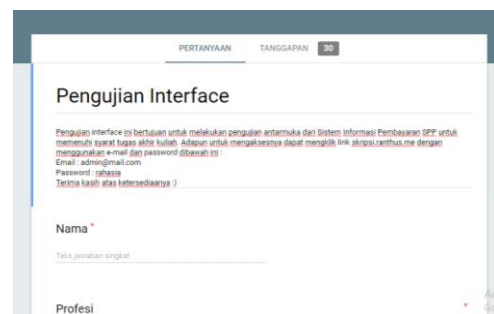 PERTANYAAN TANGGAPAN 30
Pengujian Interface
Pengujian interface ini bertujuan untuk melakukan pengujian antarmuka dari Sistem Informasi Pembayaran SPP untuk
memenuhi syarat tugas akhir kuliah. Adapun untuk mengaksesnya dapat mengklik link skripsi.ranthus.me dengan
menggunakan e-mail dan password dibawah ini :
Email : admin@mail.com
Password : rahasia
Terima kasih atas ketersediaanya :)
Nama *
Teks jawaban singkat
Profesi *